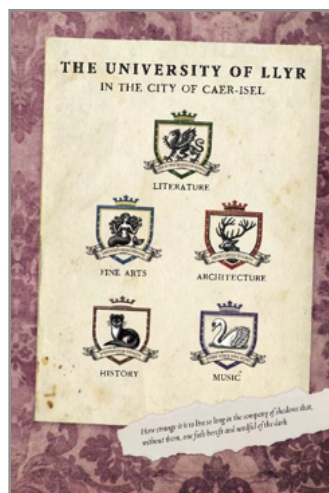 THE UNIVERSITY OF LLYR
IN THE CITY OF CAER-ISEL
LITERATURE
FINE ARTS
ARCHITECTURE
HISTORY
MUSIC
How strange it is to live so long in the company of shadows that,
without them, one feels bereft and needful of the dark.